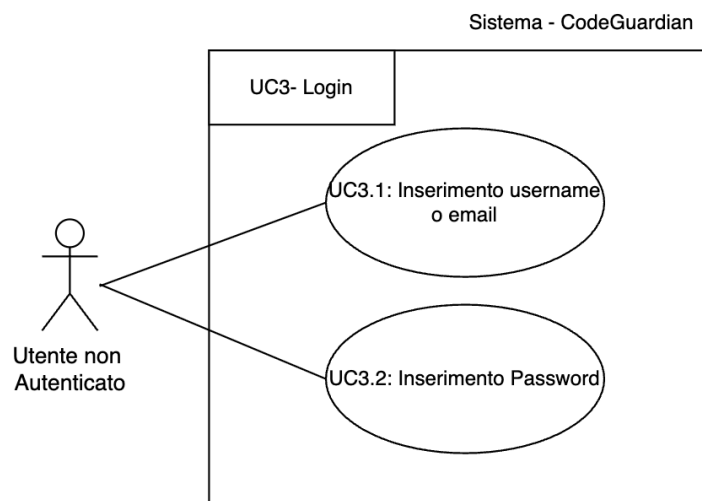 Sistema - CodeGuardian
UC3- Login
UC3.1: Inserimento username
o email
UC3.2: Inserimento Password
Utente non
Autenticato